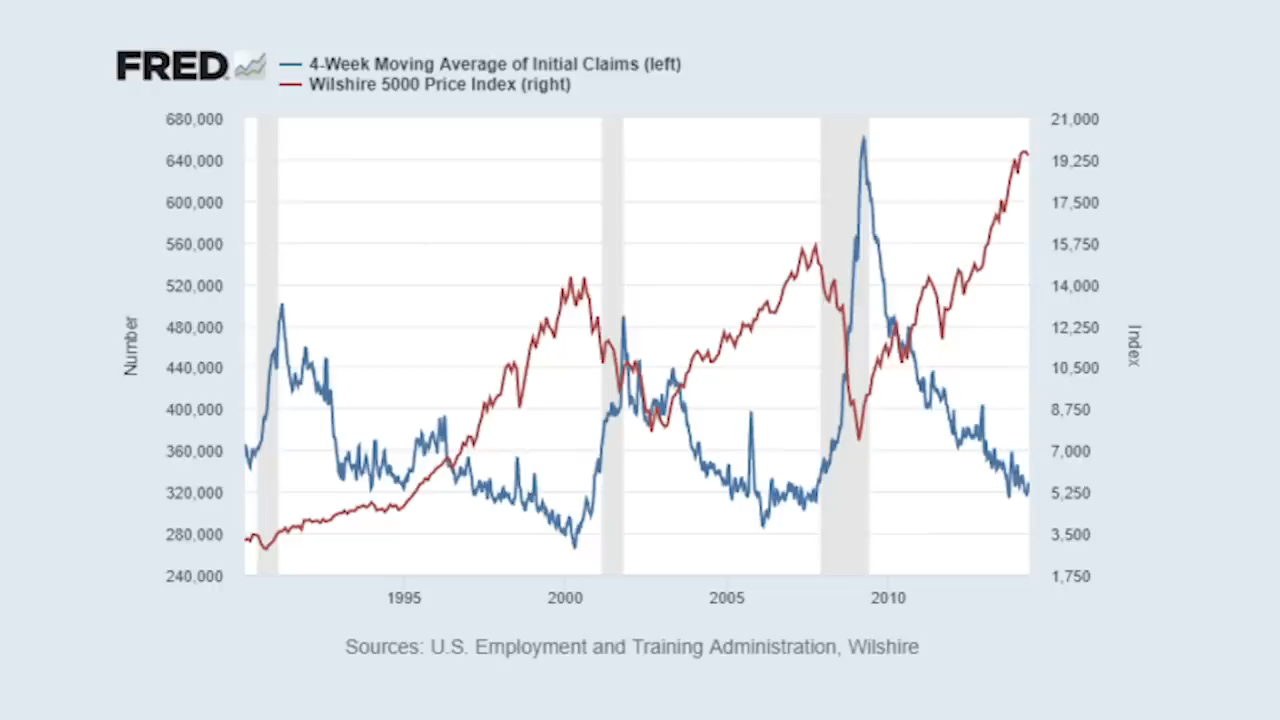 FRED
4-Week Moving Average of Initial Claims (left)
Wilshire 5000 Price Index (right)
680,000 21,000
640,000 19,250
600,000 17,500
560,000 15,750
520,000 14,000
480,000 12,250
440,000 10,500
400,000 8,750
360,000 7,000
320,000 5,250
280,000 3,500
240,000 1,750
Number
Index
1995 2000 2005 2010
Sources: U.S. Employment and Training Administration, Wilshire